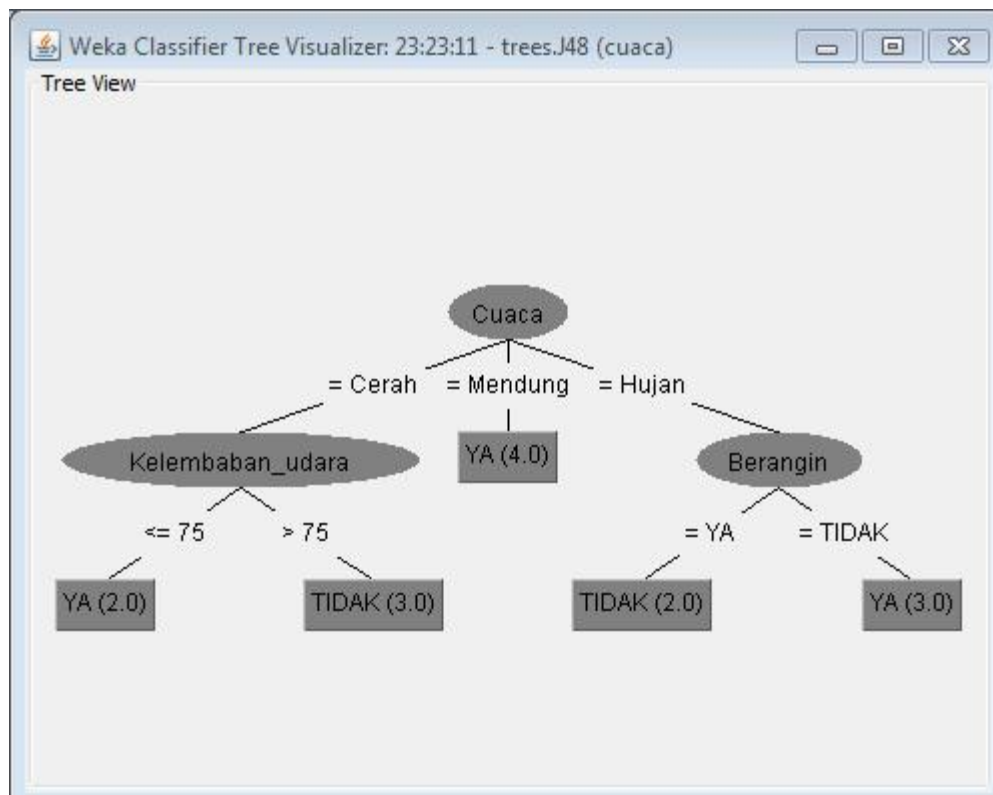 Weka Classifier Tree Visualizer: 23:23:11 - trees.J48 (cuaca)
Tree View
Cuaca
= Cerah = Mendung = Hujan
Kelembaban_udara YA (4.0) Berangin
<= 75 > 75 = YA = TIDAK
YA (2.0) TIDAK (3.0) TIDAK (2.0) YA (3.0)